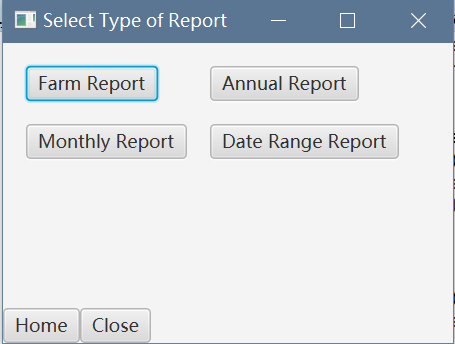 Select Type of Report
Farm Report Annual Report
Monthly Report Date Range Report
Home Close